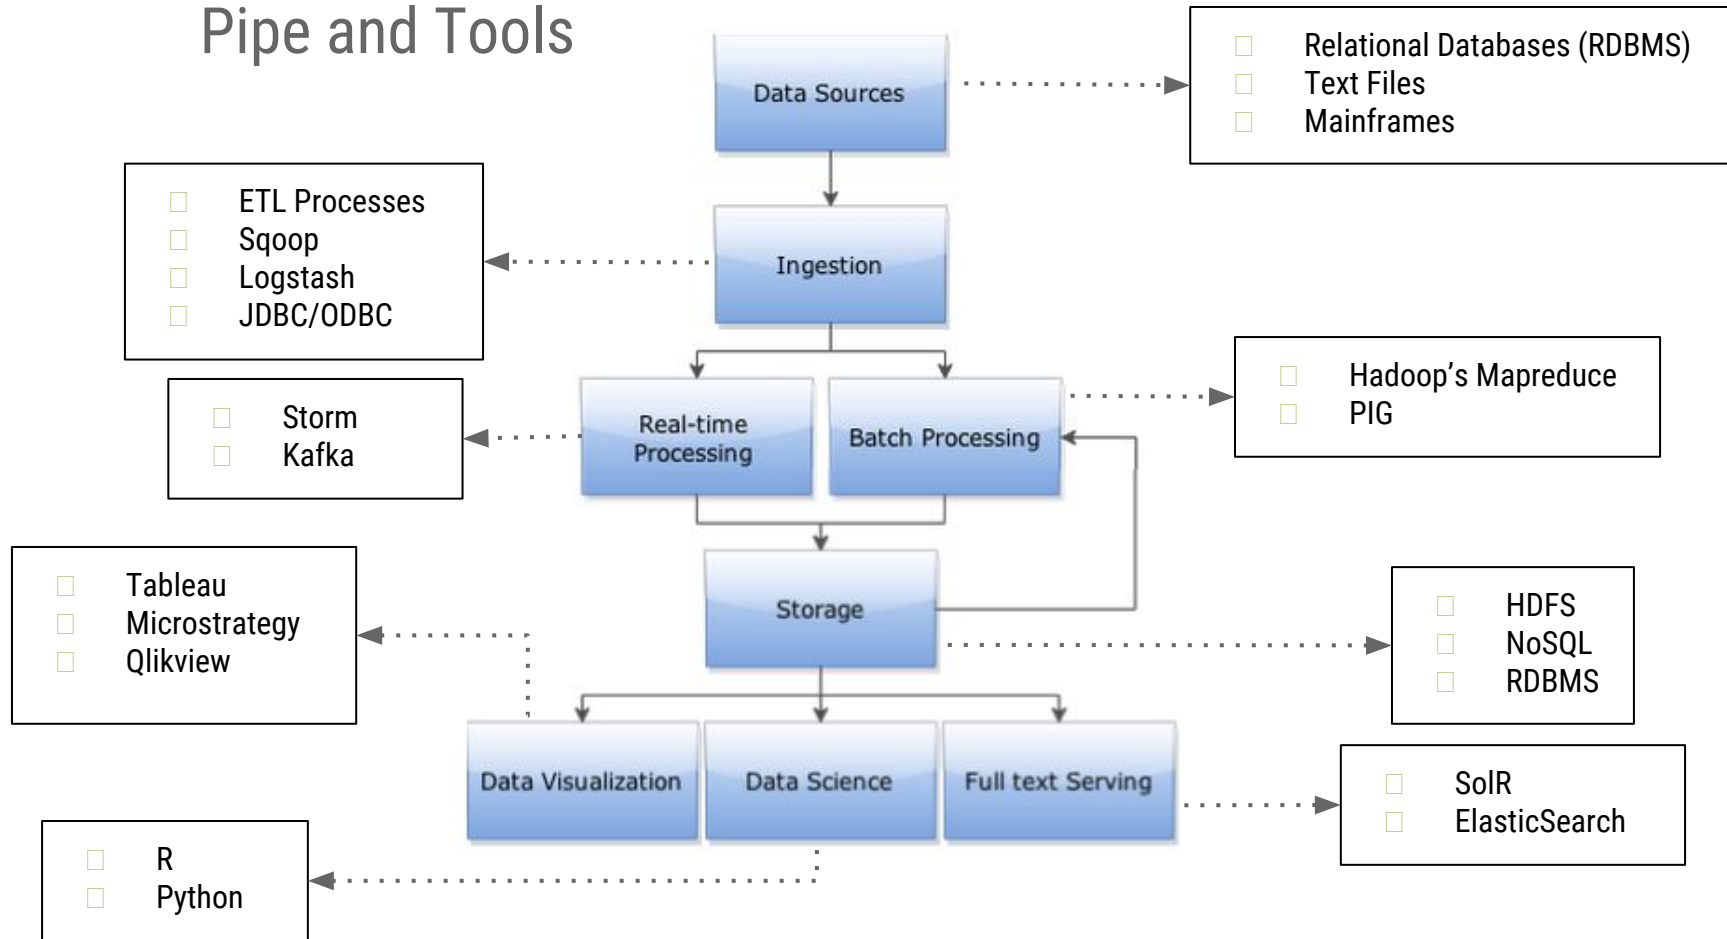 Pipe and Tools
Data Sources
Relational Databases (RDBMS)
Text Files
Mainframes
ETL Processes
Sqoop
Logstash
JDBC/ODBC
Ingestion
Hadoop’s Mapreduce
PIG
Storm
Kafka
Real-time
Processing
Batch Processing
Tableau
Microstrategy
Qlikview
Storage
HDFS
NoSQL
RDBMS
Data Visualization
Data Science
Full text Serving
SolR
ElasticSearch
R
Python